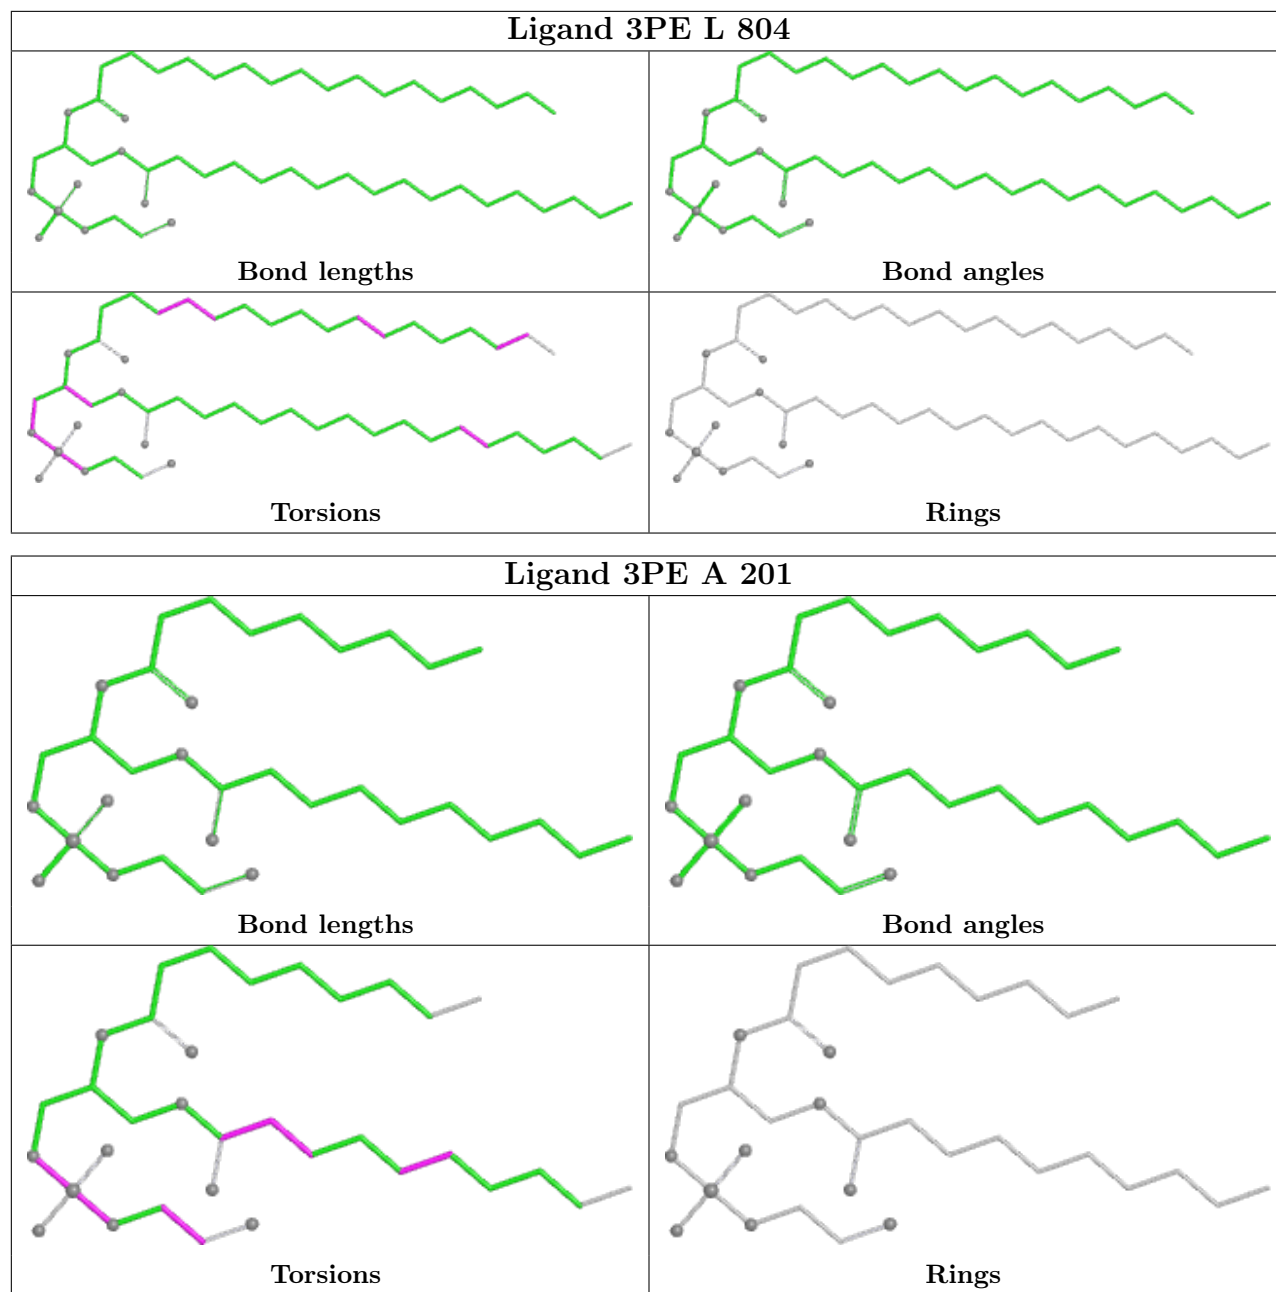 Ligand 3PE L 804
Bond lengths
Bond angles
Torsions
Rings
Ligand 3PE A 201
Bond lengths
Bond angles
Torsions
Rings